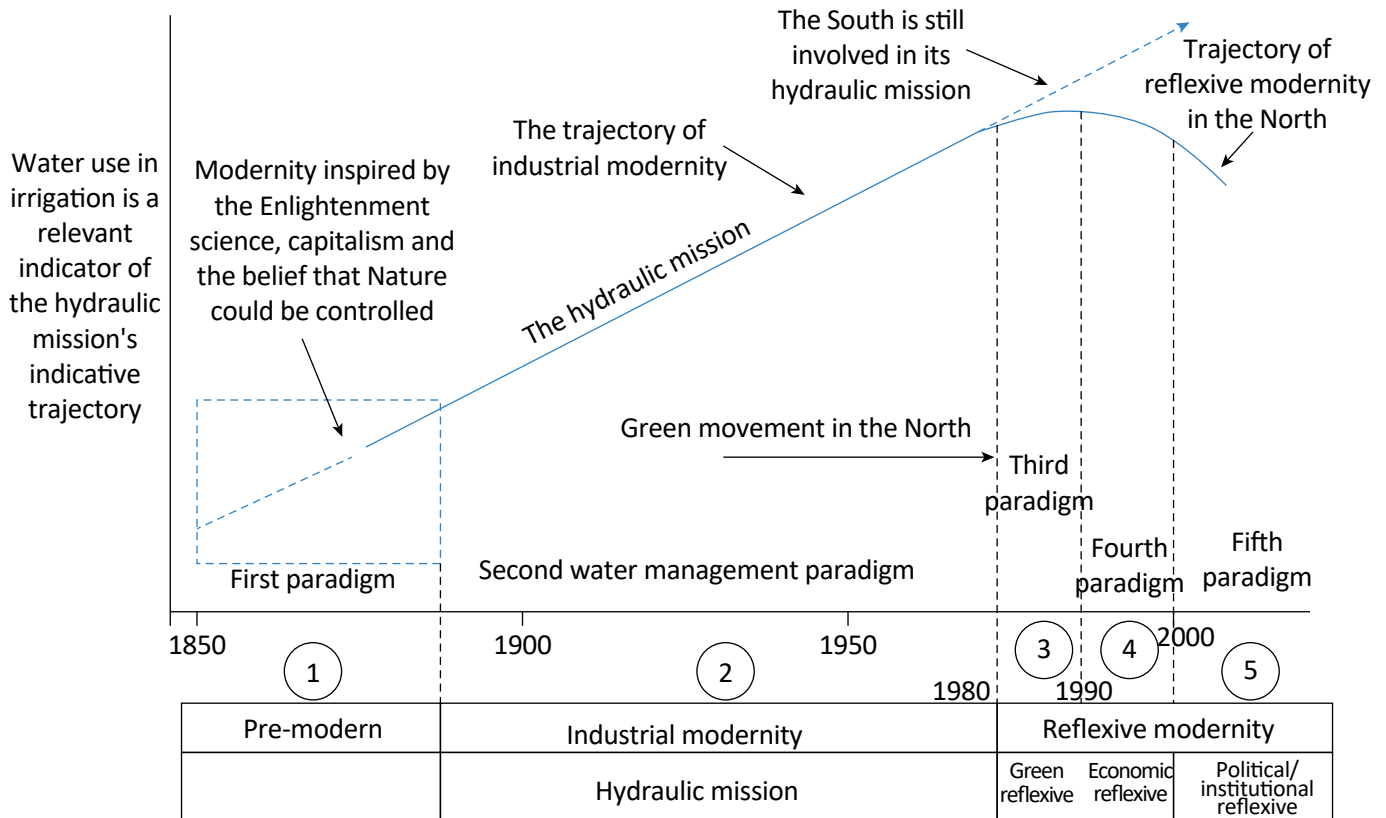 The South is still
involved in its
hydraulic mission
Trajectory of
reflexive modernity
in the North
The trajectory of
industrial modernity
Water use in
irrigation is a
relevant
indicator of
the hydraulic
mission's
indicative
trajectory
Modernity inspired by
the Enlightenment
science, capitalism and
the belief that Nature
could be controlled
The hydraulic mission
Green movement in the North
Third
paradigm
Fourth
paradigm
Fifth
paradigm
First paradigm
Second water management paradigm
1850
1900
1950
2000
1
2
3
4
5
1980
1990
Pre-modern
Industrial modernity
Reflexive modernity
Hydraulic mission
Green
reflexive
Economic
reflexive
Political/
institutional
reflexive